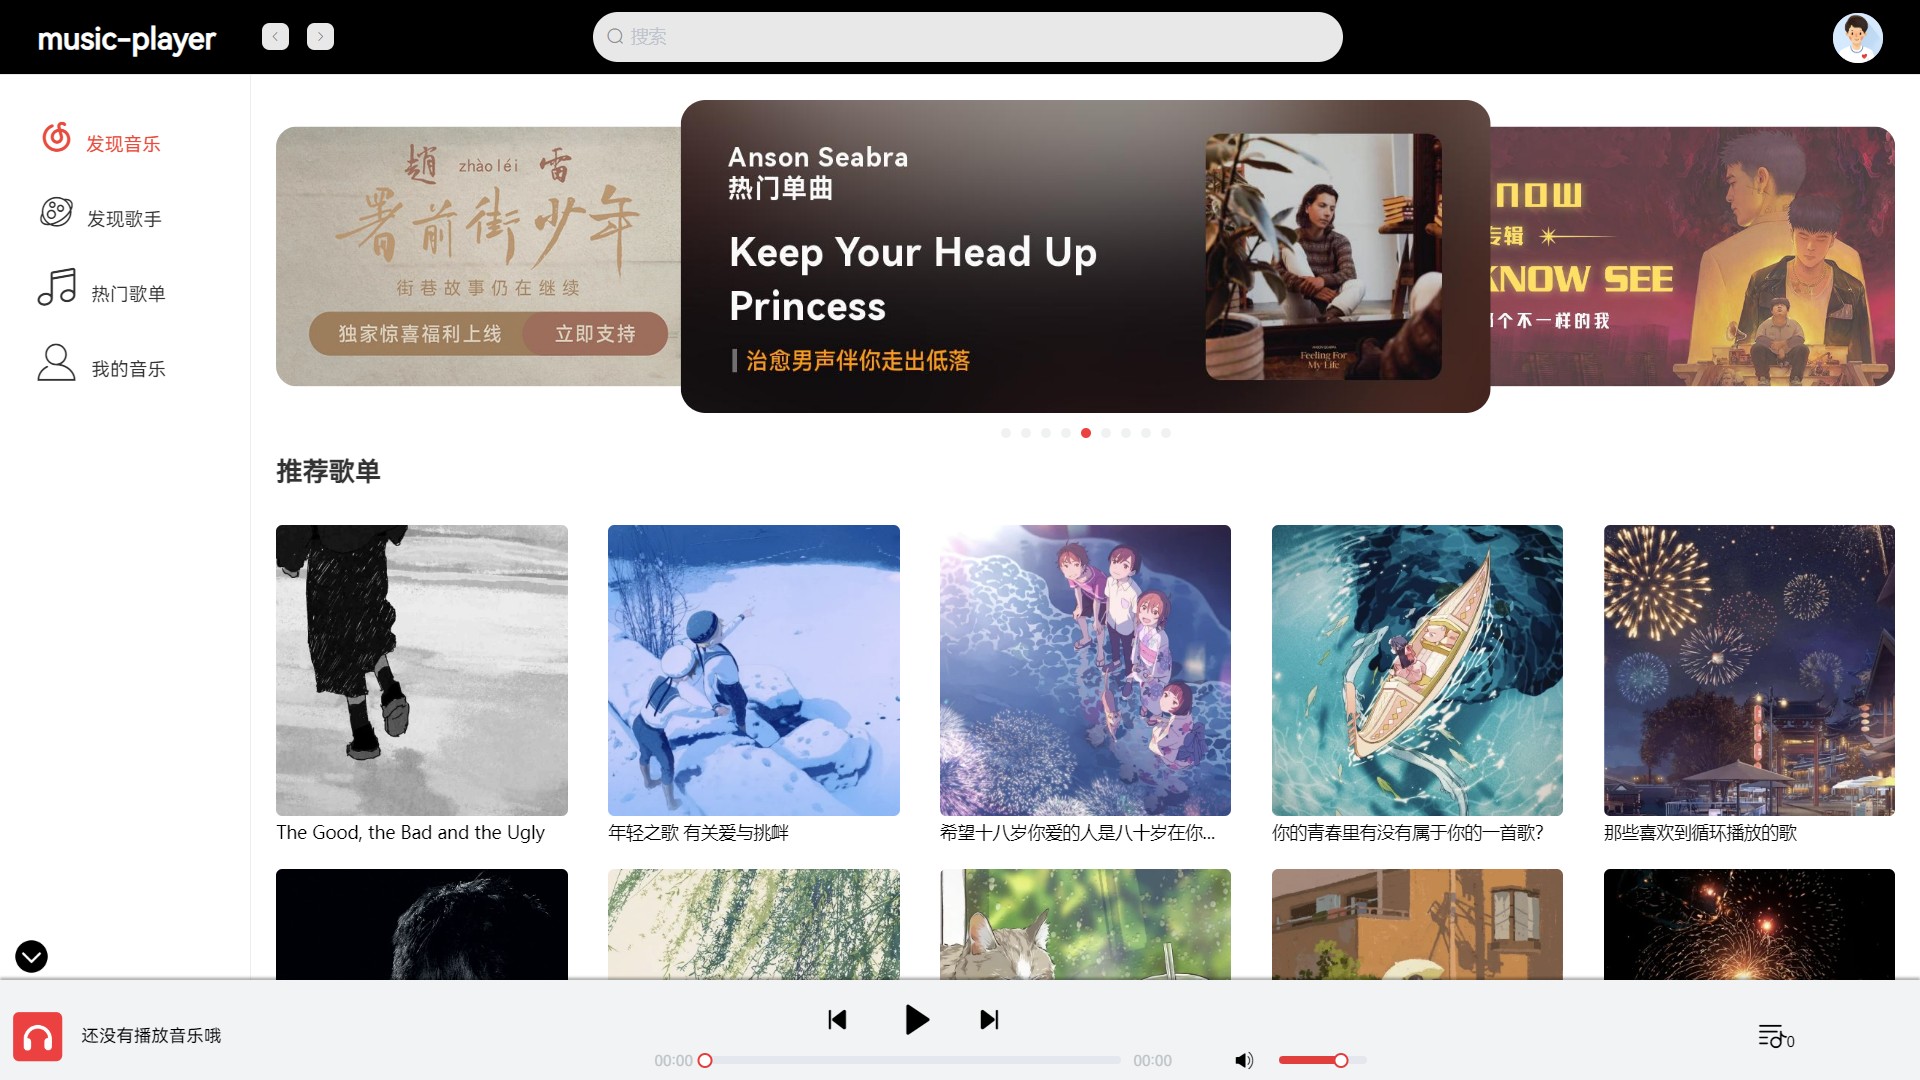 music-player
搜索
发现音乐
发现歌手
热门歌单
我的音乐
趙 zhào léi 雷
署前街少年
街巷故事仍在继续
独家惊喜福利上线 立即支持
Anson Seabra
热门单曲
Keep Your Head Up
Princess
治愈男声伴你走出低落
Feeling For
My Life
NOW
专辑
KNOW SEE
个不一样的我
推荐歌单
The Good, the Bad and the Ugly
年轻之歌 有关爱与挑衅
希望十八岁你爱的人是八十岁在你...
你的青春里有没有属于你的一首歌?
那些喜欢到循环播放的歌
还没有播放音乐哦
00:00
00:00
0